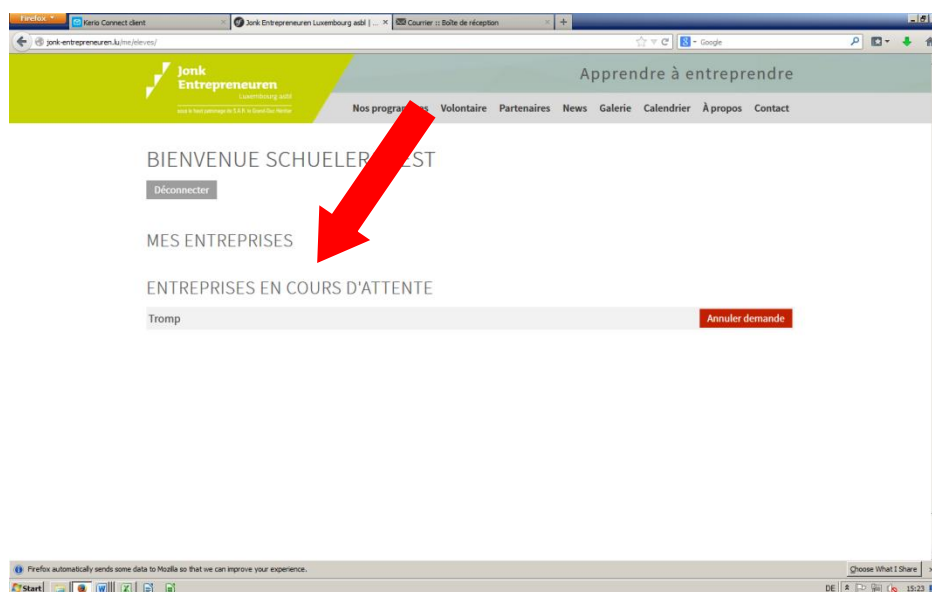 Firefox
Kerio Connect client
Jonk Entrepreneuren Luxembourg asbl | ...
Courrier :: Boîte de réception
jonk-entrepreneuren.lu/me/eleves/
Google
Jonk
Entrepreneuren
Luxembourg asbl
Apprendre à entreprendre
Nos programmes Volontaire Partenaires News Galerie Calendrier À propos Contact
BIENVENUE SCHUELER
EST
Déconnecter
MES ENTREPRISES
ENTREPRISES EN COURS D'ATTENTE
Tromp
Annuler demande
Firefox automatically sends some data to Mozilla so that we can improve your experience.
Choose What I Share
Start
DE
15:23